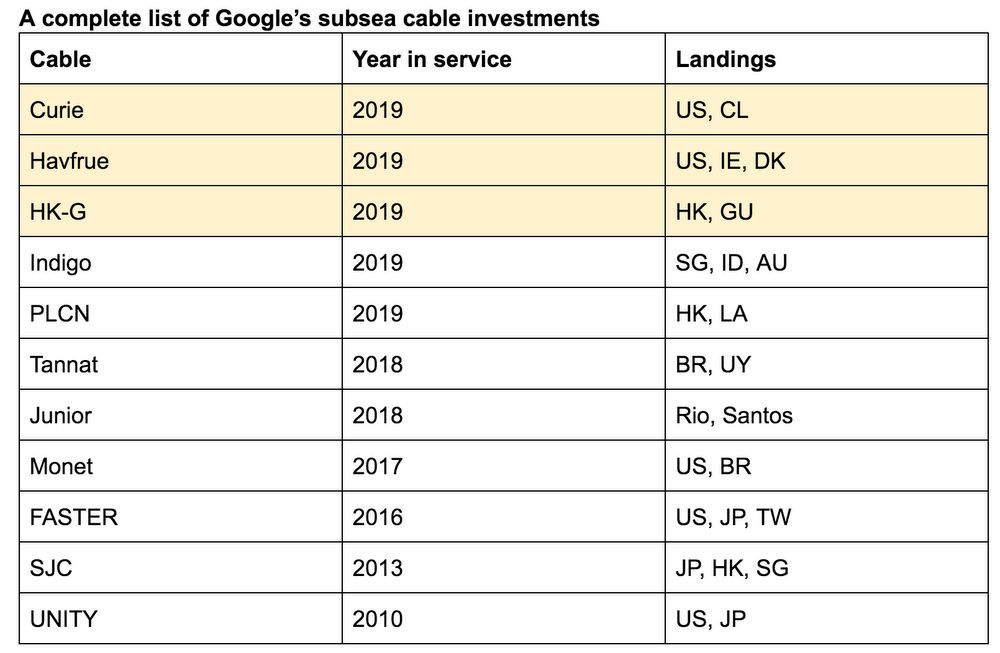 A complete list of Google’s subsea cable investments
Cable Year in service Landings
Curie 2019 US, CL
Havfrue 2019 US, IE, DK
HK-G 2019 HK, GU
Indigo 2019 SG, ID, AU
PLCN 2019 HK, LA
Tannat 2018 BR, UY
Junior 2018 Rio, Santos
Monet 2017 US, BR
FASTER 2016 US, JP, TW
SJC 2013 JP, HK, SG
UNITY 2010 US, JP